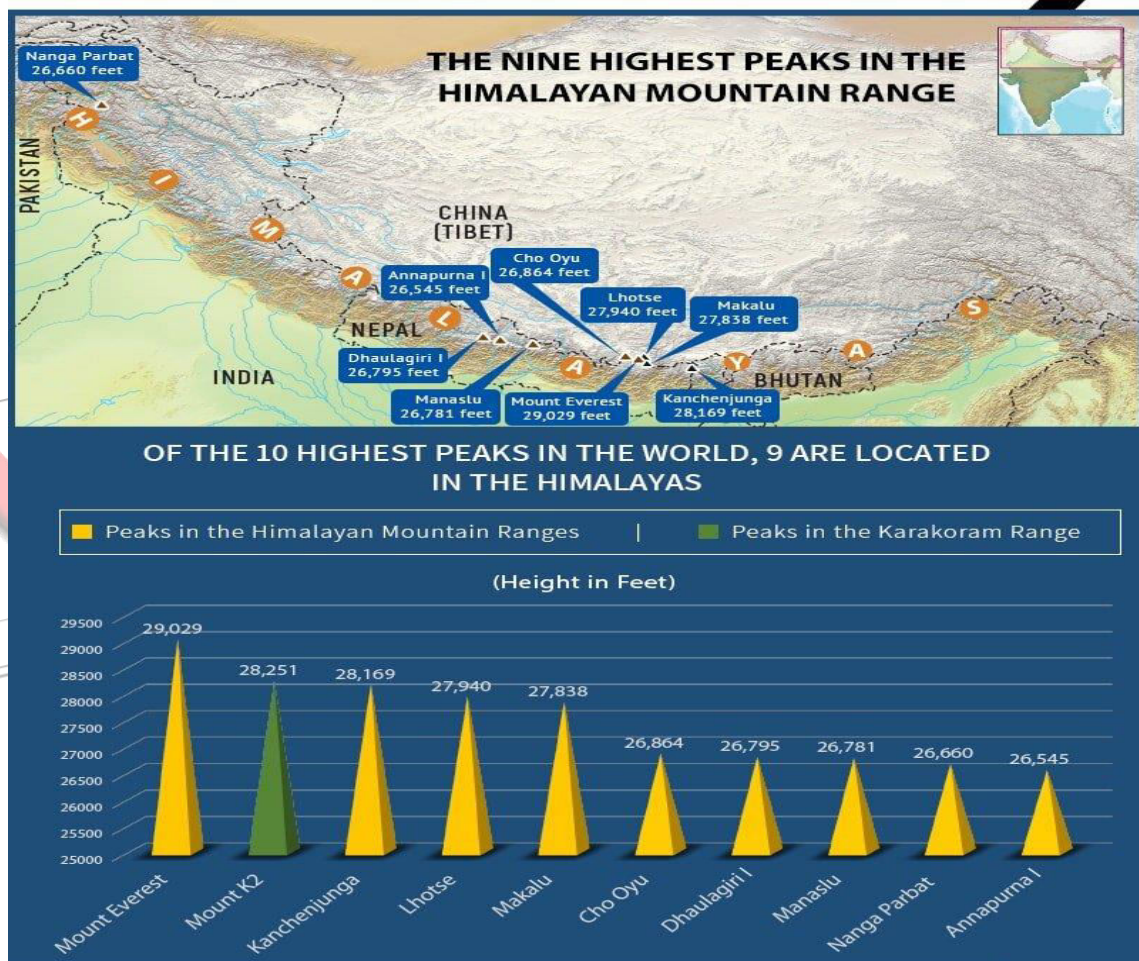 THE NINE HIGHEST PEAKS IN THE
HIMALAYAN MOUNTAIN RANGE
Nanga Parbat
26,660 feet
PAKISTAN
H
I
M
A
L
A
Y
A
S
CHINA
(TIBET)
Cho Oyu
26,864 feet
Annapurna I
26,545 feet
Lhotse
27,940 feet
Makalu
27,838 feet
NEPAL
INDIA
Dhaulagiri I
26,795 feet
Manaslu
26,781 feet
Mount Everest
29,029 feet
Kanchenjunga
28,169 feet
BHUTAN
OF THE 10 HIGHEST PEAKS IN THE WORLD, 9 ARE LOCATED
IN THE HIMALAYAS
Peaks in the Himalayan Mountain Ranges | Peaks in the Karakoram Range
(Height in Feet)
29500
29000
28500
28000
27500
27000
26500
26000
25500
25000
29,029
28,251
28,169
27,940
27,838
26,864
26,795
26,781
26,660
26,545
Mount Everest
Mount K2
Kanchenjunga
Lhotse
Makalu
Cho Oyu
Dhaulagiri I
Manaslu
Nanga Parbat
Annapurna I